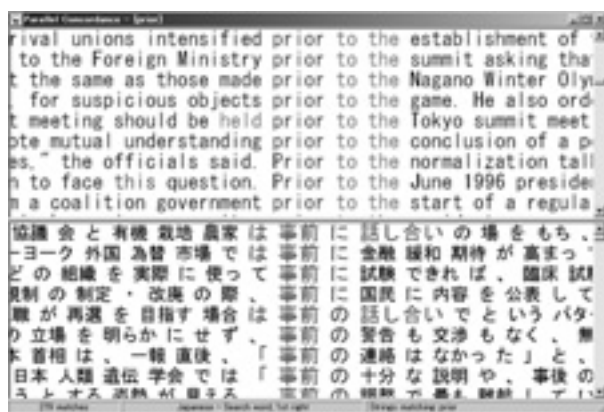 Parallel Concordance - [prior]
rival unions intensified prior to the establishment of
to the Foreign Ministry prior to the summit asking tha
t the same as those made prior to the Nagano Winter Oly
for suspicious objects prior to the game. He also ord
t meeting should be held prior to the Tokyo summit meet
ote mutual understanding prior to the conclusion of a p
es," the officials said. Prior to the normalization tal
n to face this question. Prior to the June 1996 preside
m a coalition government prior to the start of a regula
協議 会 と 有機 栽地 農家 は 事前 に 話し合い の 場 を もち 、
ーヨーク 外国 為替 市場 で は 事前 に 金融 緩和 期待 が 高まっ
どの 組織 を 実際 に 使っ て 事前 に 試験 できれ ば 、 臨床 試
規制 の 制定 ・ 改廃 の 際 、 事前 に 国民 に 内容 を 公表 し て
職 が 再選 を 目指す 場合 は 事前 の 話し合い で と いう パタ
の 立場 を 明らか に せ ず 、 事前 の 警告 も 交渉 も なく 、 無
本 首相 は 、 一報 直後 、 「 事前 の 連絡 は なかっ た 」 と 、
日本 人類 遺伝 学会 で は 「 事前 の 十分 な 説明 や 、 事後 の
matches
Japanese - Search word, 1st right
Strings matching prior